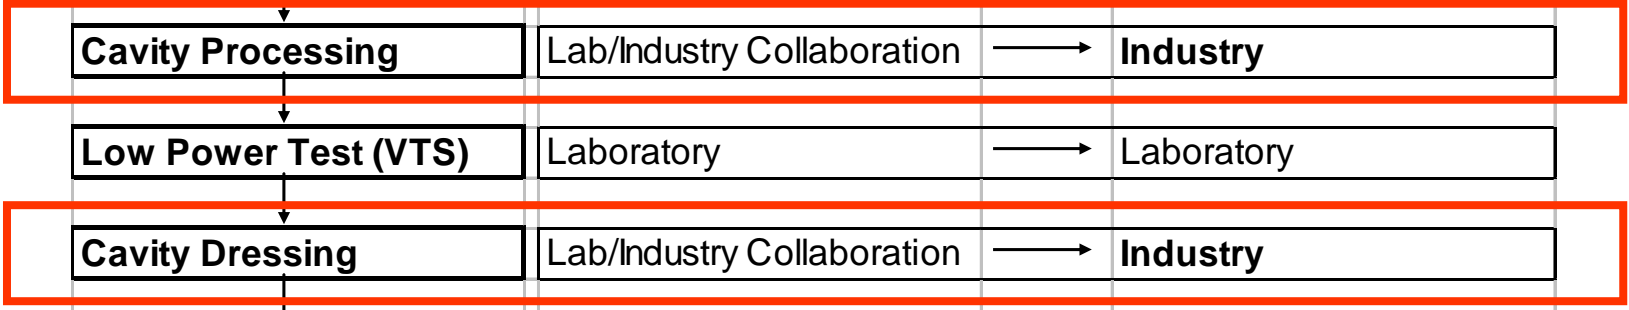 Cavity Processing Lab/Industry Collaboration Industry
Low Power Test (VTS) Laboratory Laboratory
Cavity Dressing Lab/Industry Collaboration Industry